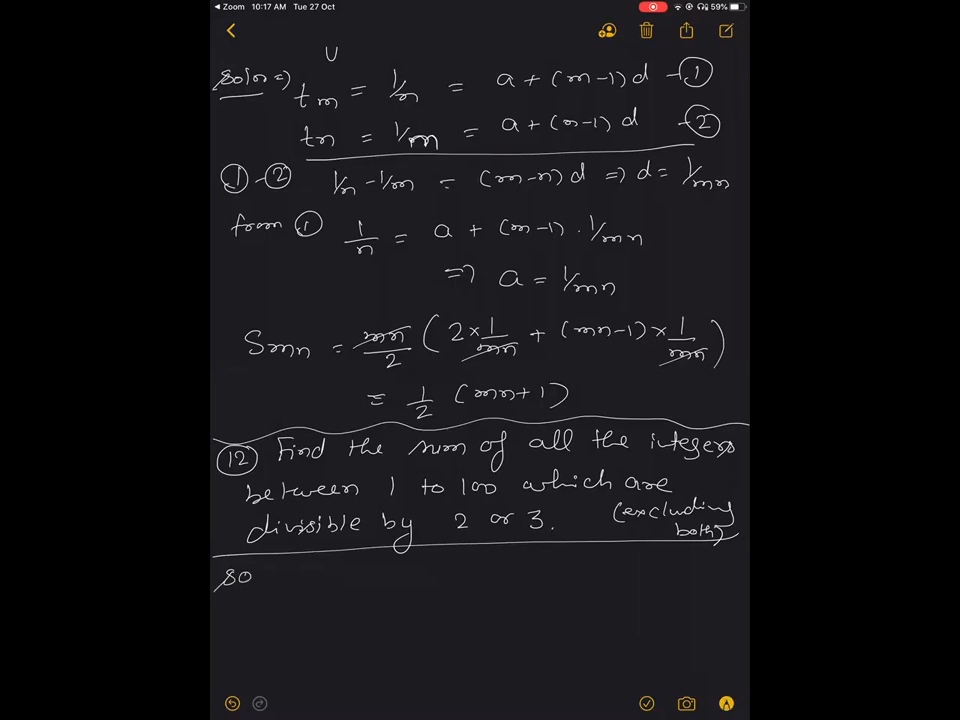 Zoom 10:17 AM Tue 27 Oct 59%
soln => tm = 1/n = a + (m-1)d -①
tn = 1/m = a + (n-1)d -②
①-② 1/n - 1/m = (m-n)d => d = 1/mn
from ① 1/n = a + (m-1) · 1/mn
=> a = 1/mn
Smn = mn/2 (2 × 1/mn + (mn-1) × 1/mn)
= 1/2 (mn+1)
⑫ Find the sum of all the integers
between 1 to 100 which are
divisible by 2 or 3. (excluding
both)
so